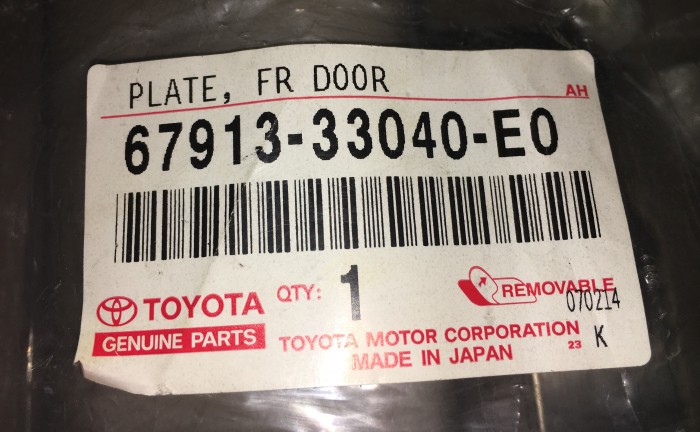 PLATE, FR DOOR
AH
67913-33040-E0
TOYOTA
GENUINE PARTS
QTY: 1
REMOVABLE
070214
TOYOTA MOTOR CORPORATION
MADE IN JAPAN
23 K